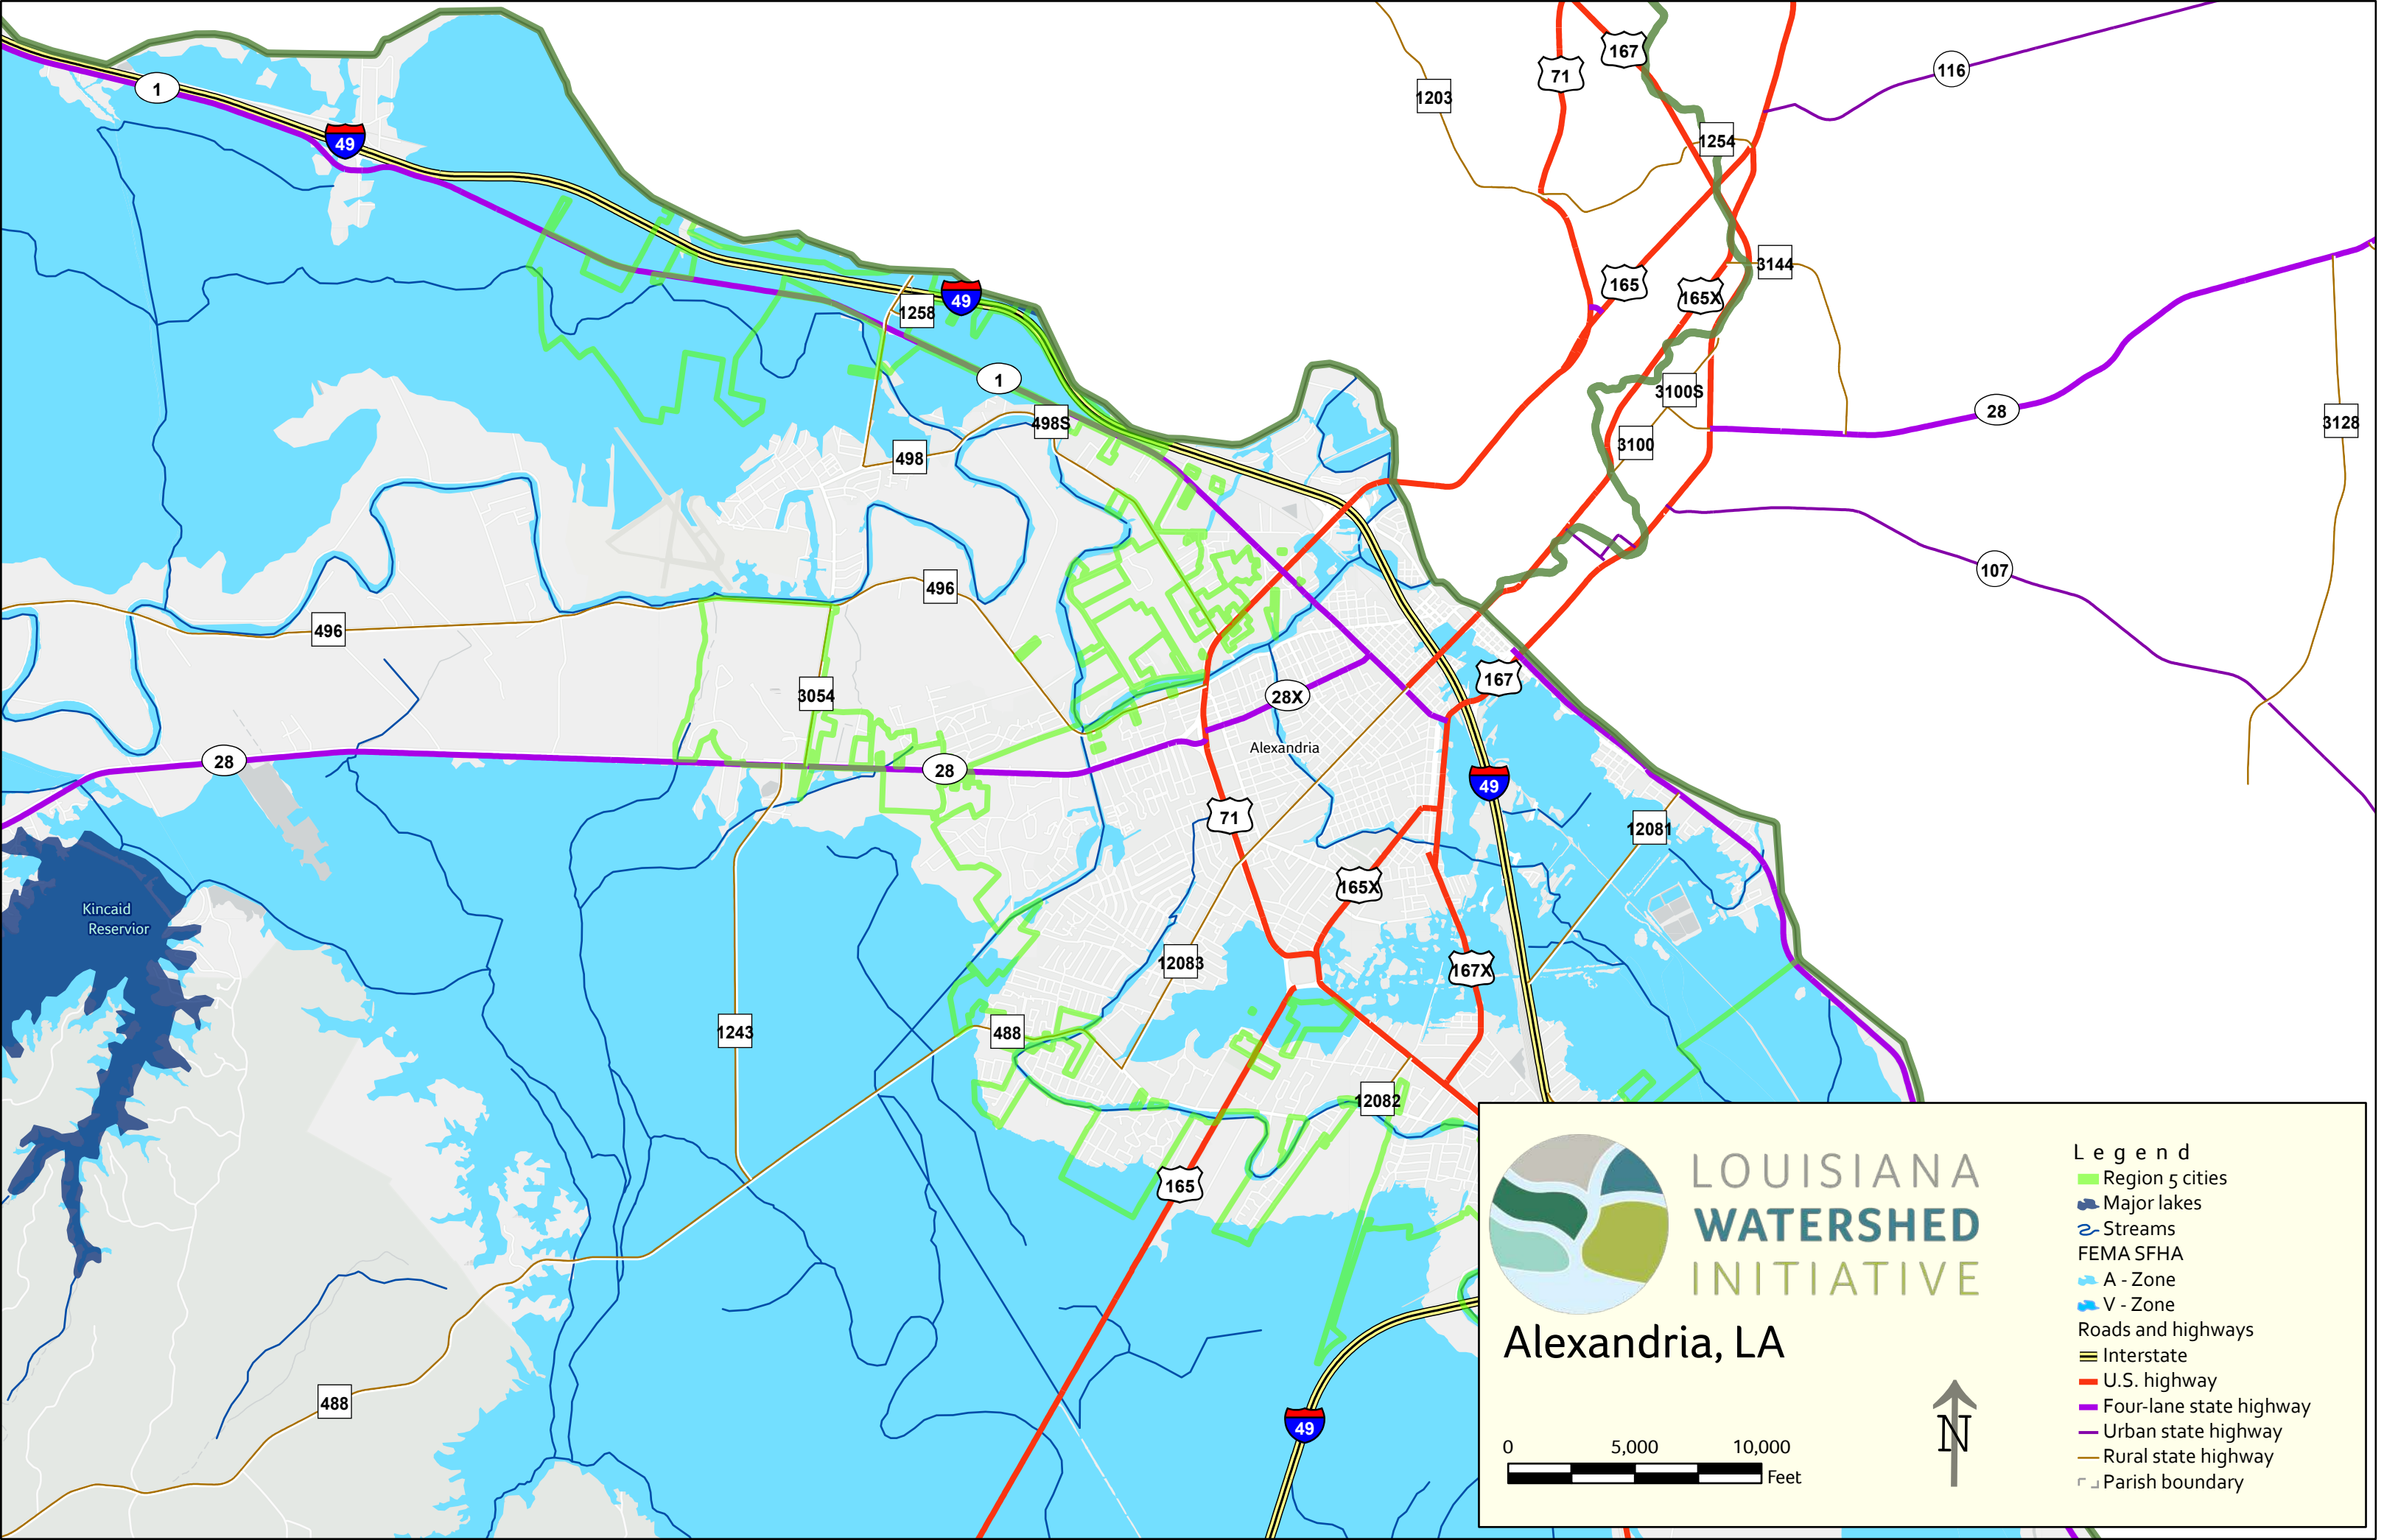 167
71
116
1
1203
49
1254
3144
165
165X
49
1258
1
3100S
28
498S
3128
3100
498
107
496
496
167
3054
28X
Alexandria
28
28
49
71
12081
165X
Kincaid
Reservior
12083
167X
1243
488
12082
165
488
49
LOUISIANA
WATERSHED
INITIATIVE
Alexandria, LA
0 5,000 10,000
Feet
N
Legend
Region 5 cities
Major lakes
Streams
FEMA SFHA
A - Zone
V - Zone
Roads and highways
Interstate
U.S. highway
Four-lane state highway
Urban state highway
Rural state highway
Parish boundary